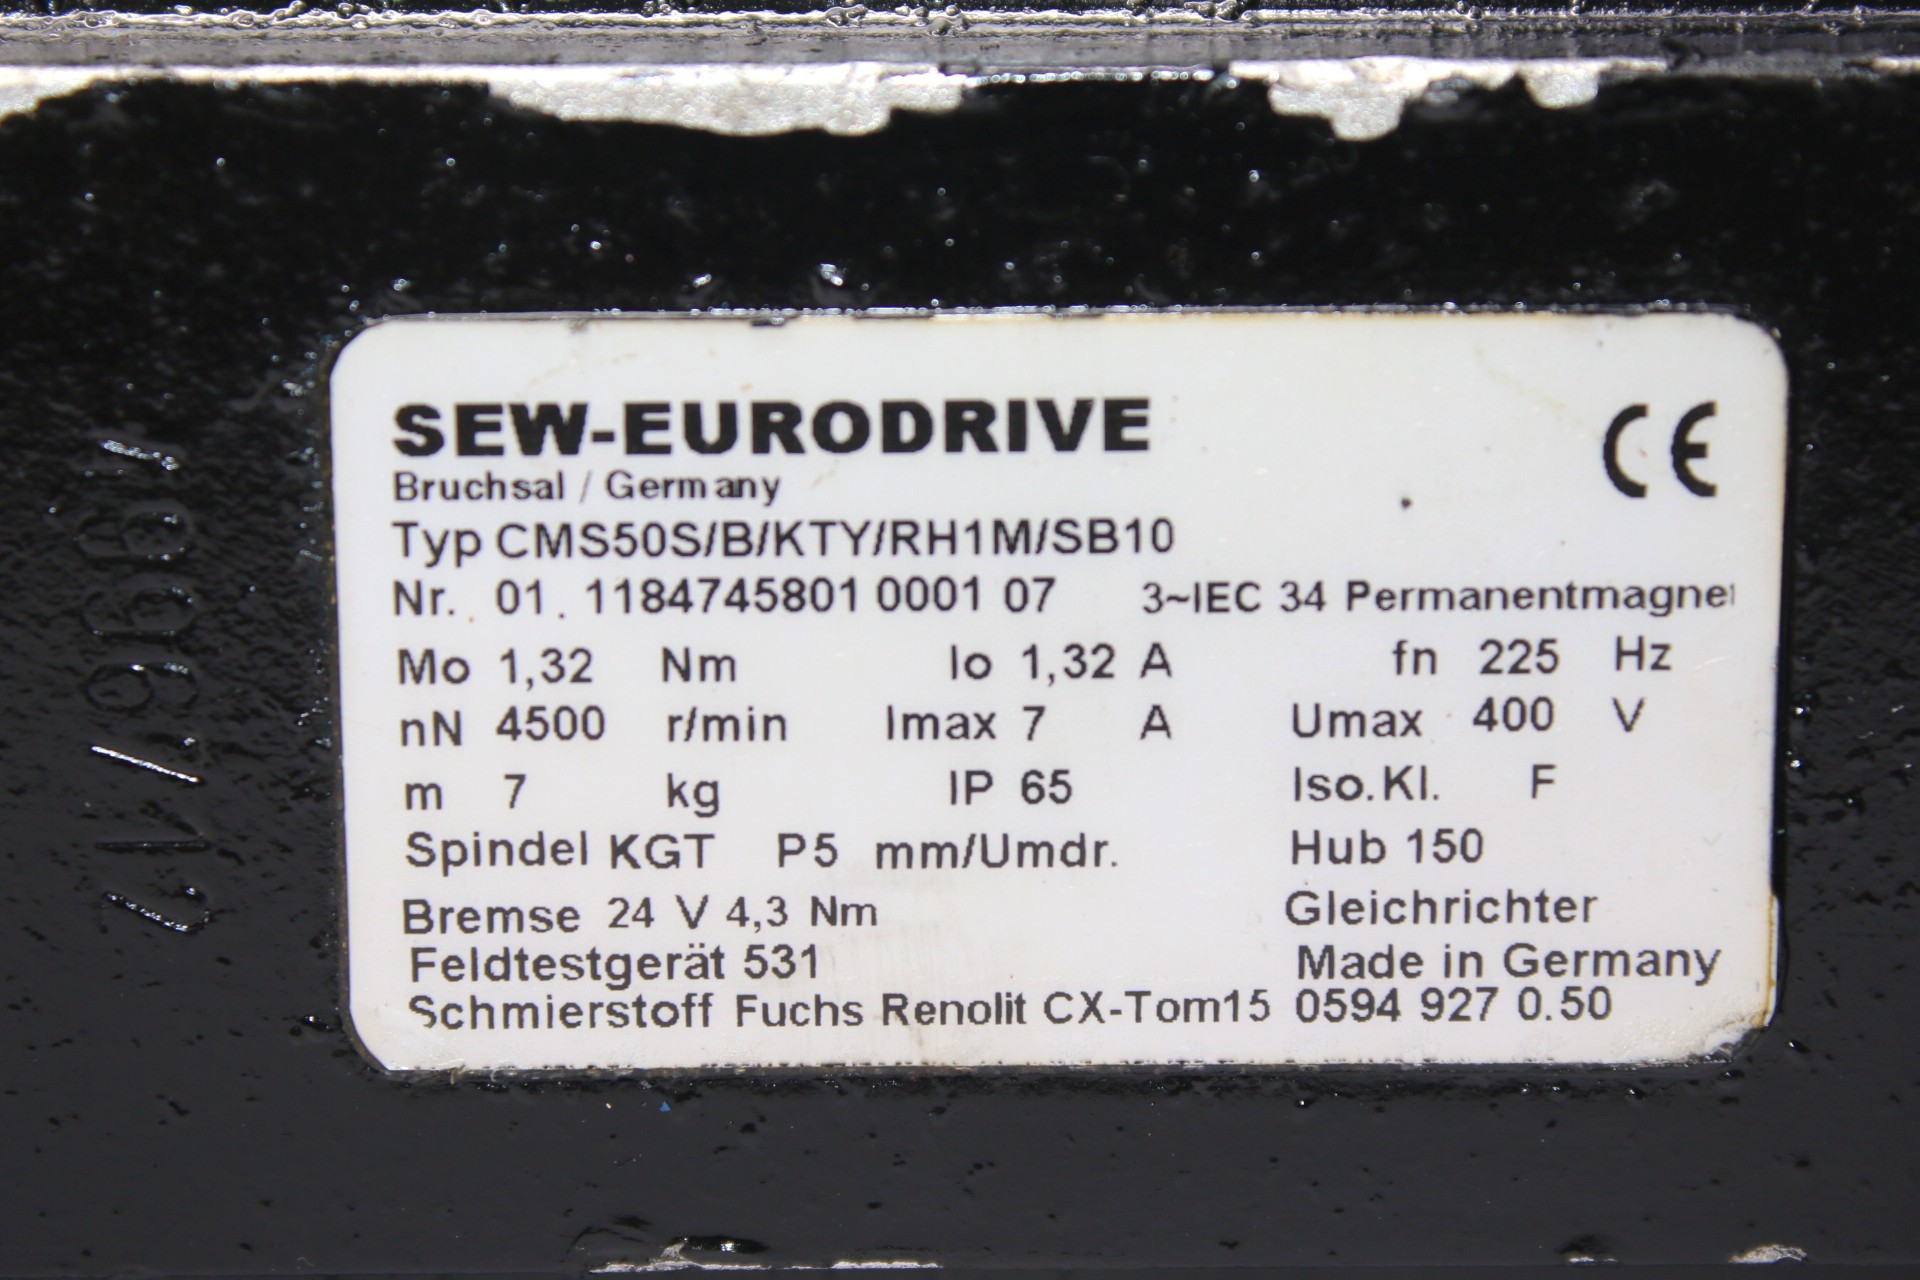 SEW-EURODRIVE
CE
Bruchsal / Germany
Typ CMS50S/B/KTY/RH1M/SB10
Nr. 01. 1184745801 0001 07 3~IEC 34 Permanentmagnet
Mo 1,32 Nm Io 1,32 A fn 225 Hz
nN 4500 r/min Imax 7 A Umax 400 V
m 7 kg IP 65 Iso.Kl. F
Spindel KGT P5 mm/Umdr. Hub 150
Bremse 24 V 4,3 Nm Gleichrichter
Feldtestgerät 531 Made in Germany
Schmierstoff Fuchs Renolit CX-Tom15 0594 927 0.50